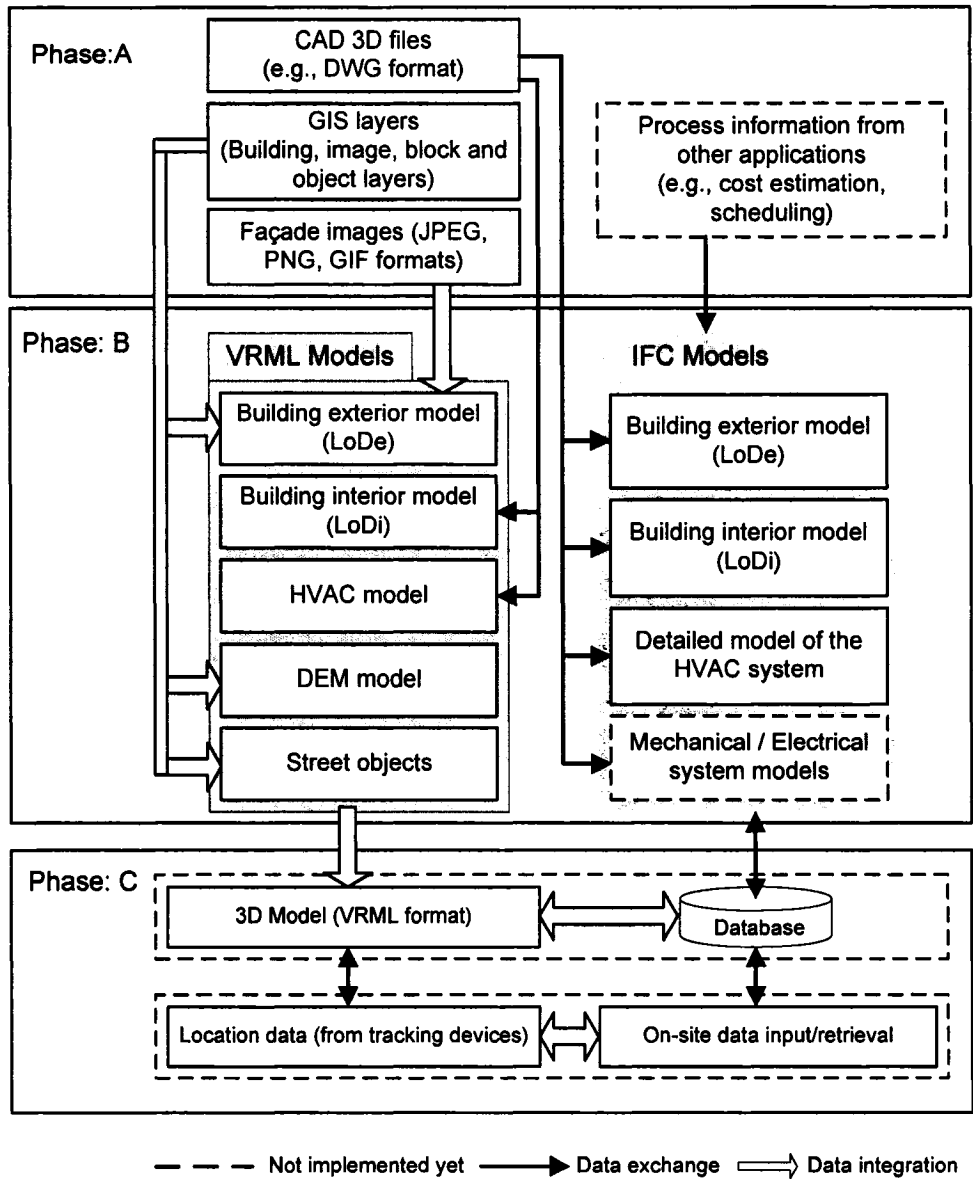 Phase:A
CAD 3D files
(e.g., DWG format)
GIS layers
(Building, image, block and
object layers)
Façade images (JPEG,
PNG, GIF formats)
Process information from
other applications
(e.g., cost estimation,
scheduling)
Phase: B
VRML Models
Building exterior model
(LoDe)
Building interior model
(LoDi)
HVAC model
DEM model
Street objects
IFC Models
Building exterior model
(LoDe)
Building interior model
(LoDi)
Detailed model of the
HVAC system
Mechanical / Electrical
system models
Phase: C
3D Model (VRML format)
Database
Location data (from tracking devices)
On-site data input/retrieval
Not implemented yet
Data exchange
Data integration